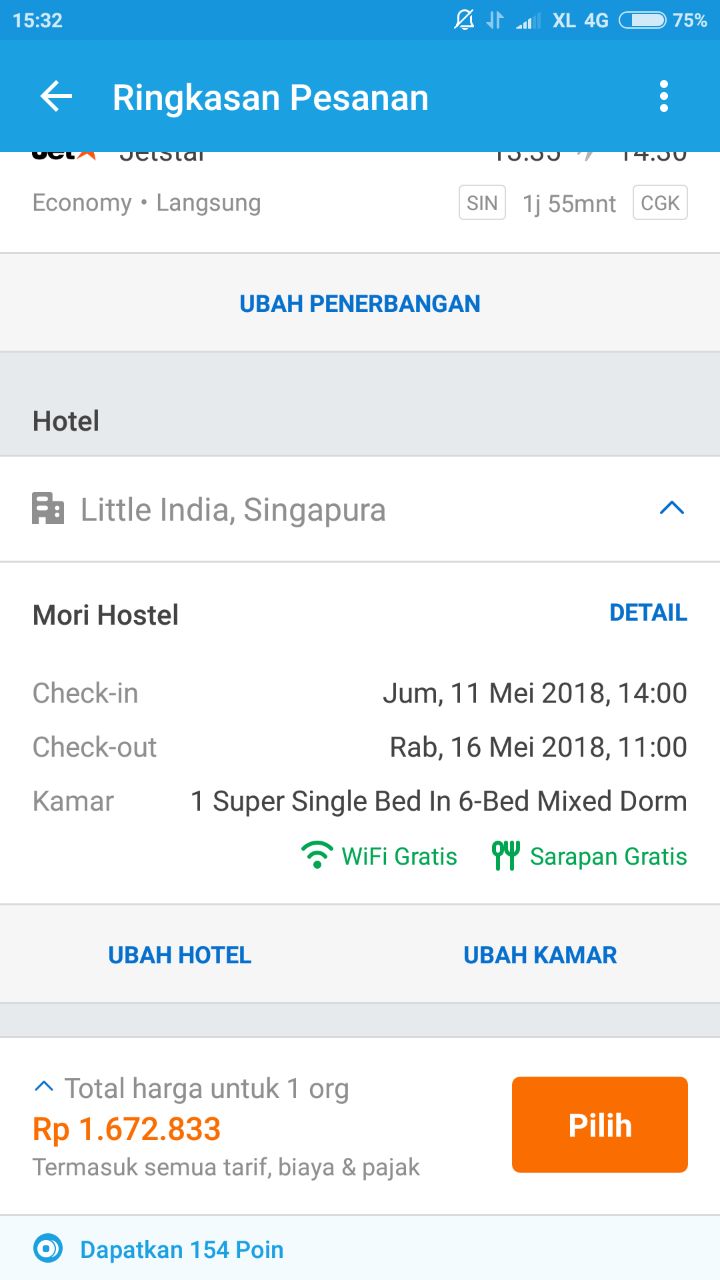 15:32 XL 4G 75%
Ringkasan Pesanan
Jetstar
Economy • Langsung SIN 1j 55mnt CGK
UBAH PENERBANGAN
Hotel
Little India, Singapura
Mori Hostel DETAIL
Check-in Jum, 11 Mei 2018, 14:00
Check-out Rab, 16 Mei 2018, 11:00
Kamar 1 Super Single Bed In 6-Bed Mixed Dorm
WiFi Gratis Sarapan Gratis
UBAH HOTEL UBAH KAMAR
Total harga untuk 1 org
Rp 1.672.833
Pilih
Termasuk semua tarif, biaya & pajak
Dapatkan 154 Poin